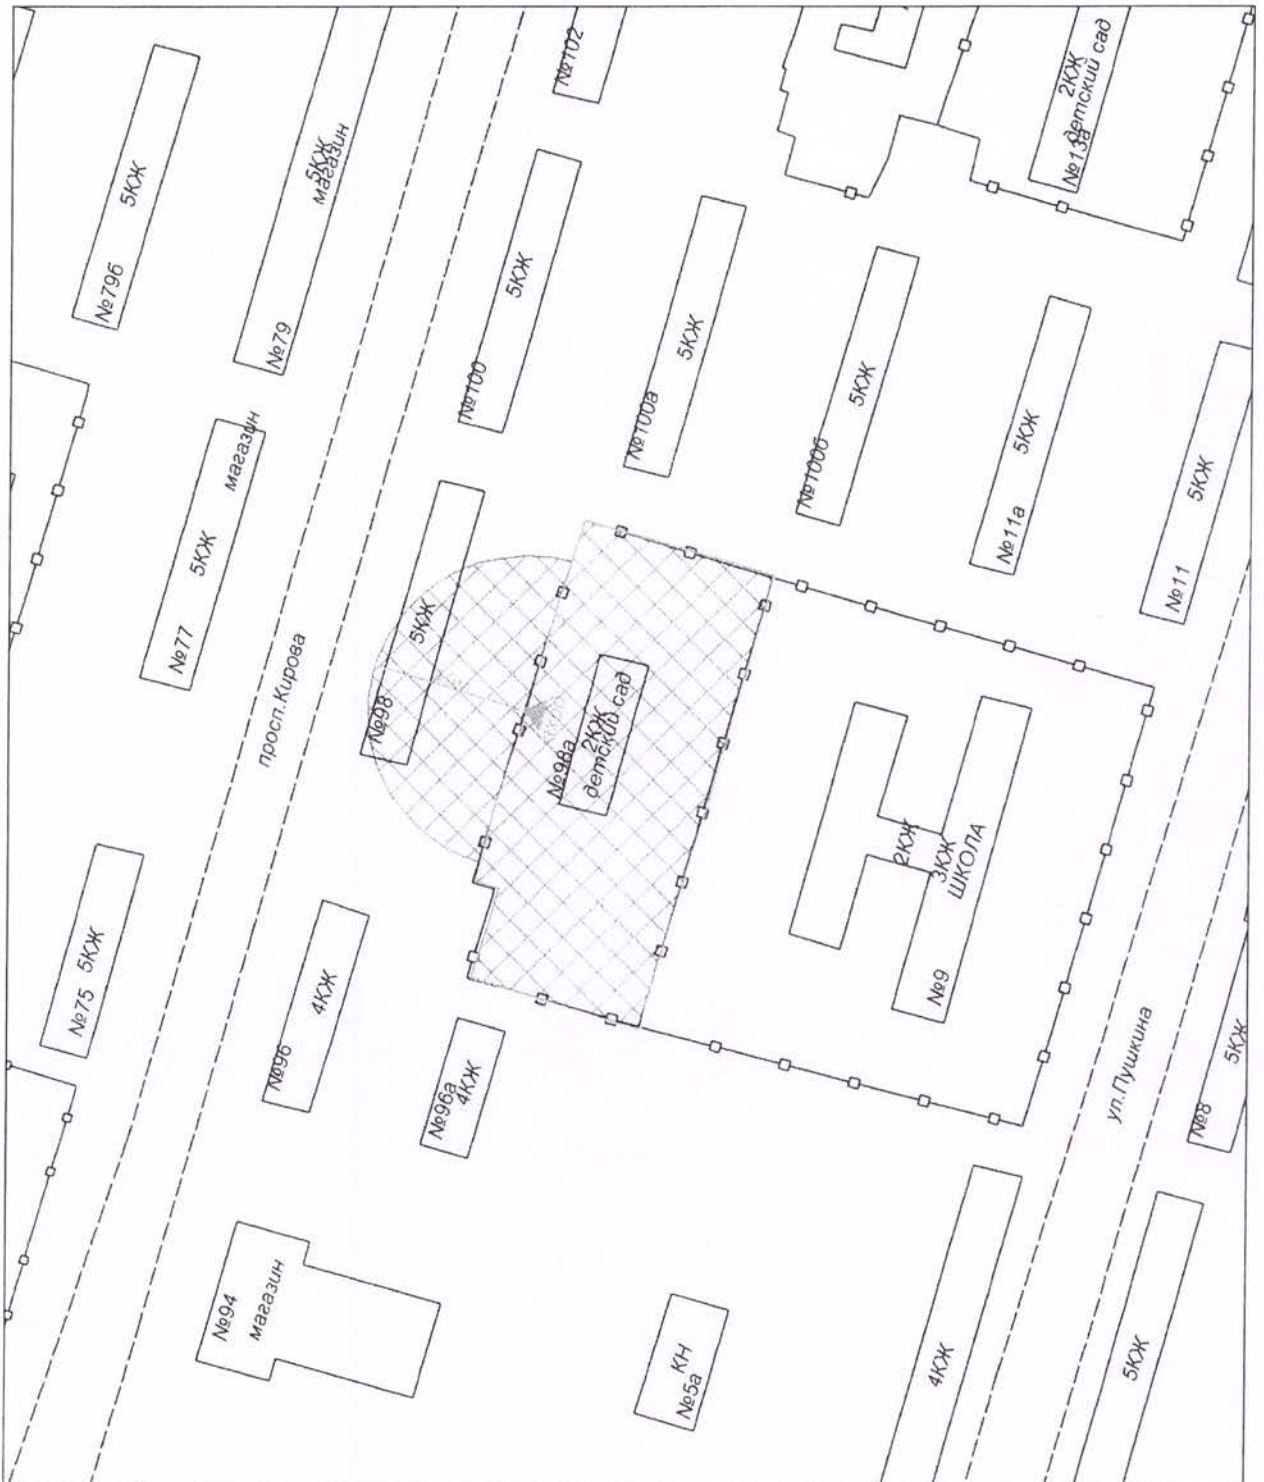 №102
2КЖ
детский сад
№13а
5КЖ
№79б
5КЖ
магазин
№79
5КЖ
№100
5КЖ
№100а
5КЖ
№100б
5КЖ
№11а
5КЖ
№11
магазин
5КЖ
№77
5КЖ
№98
просп.Кирова
2КЖ
детский сад
№98а
2КЖ
3КЖ
ШКОЛА
№9
5КЖ
№75
4КЖ
№96
№96а
4КЖ
ул.Пушкина
5КЖ
№8
№94
магазин
КН
№5а
4КЖ
5КЖ